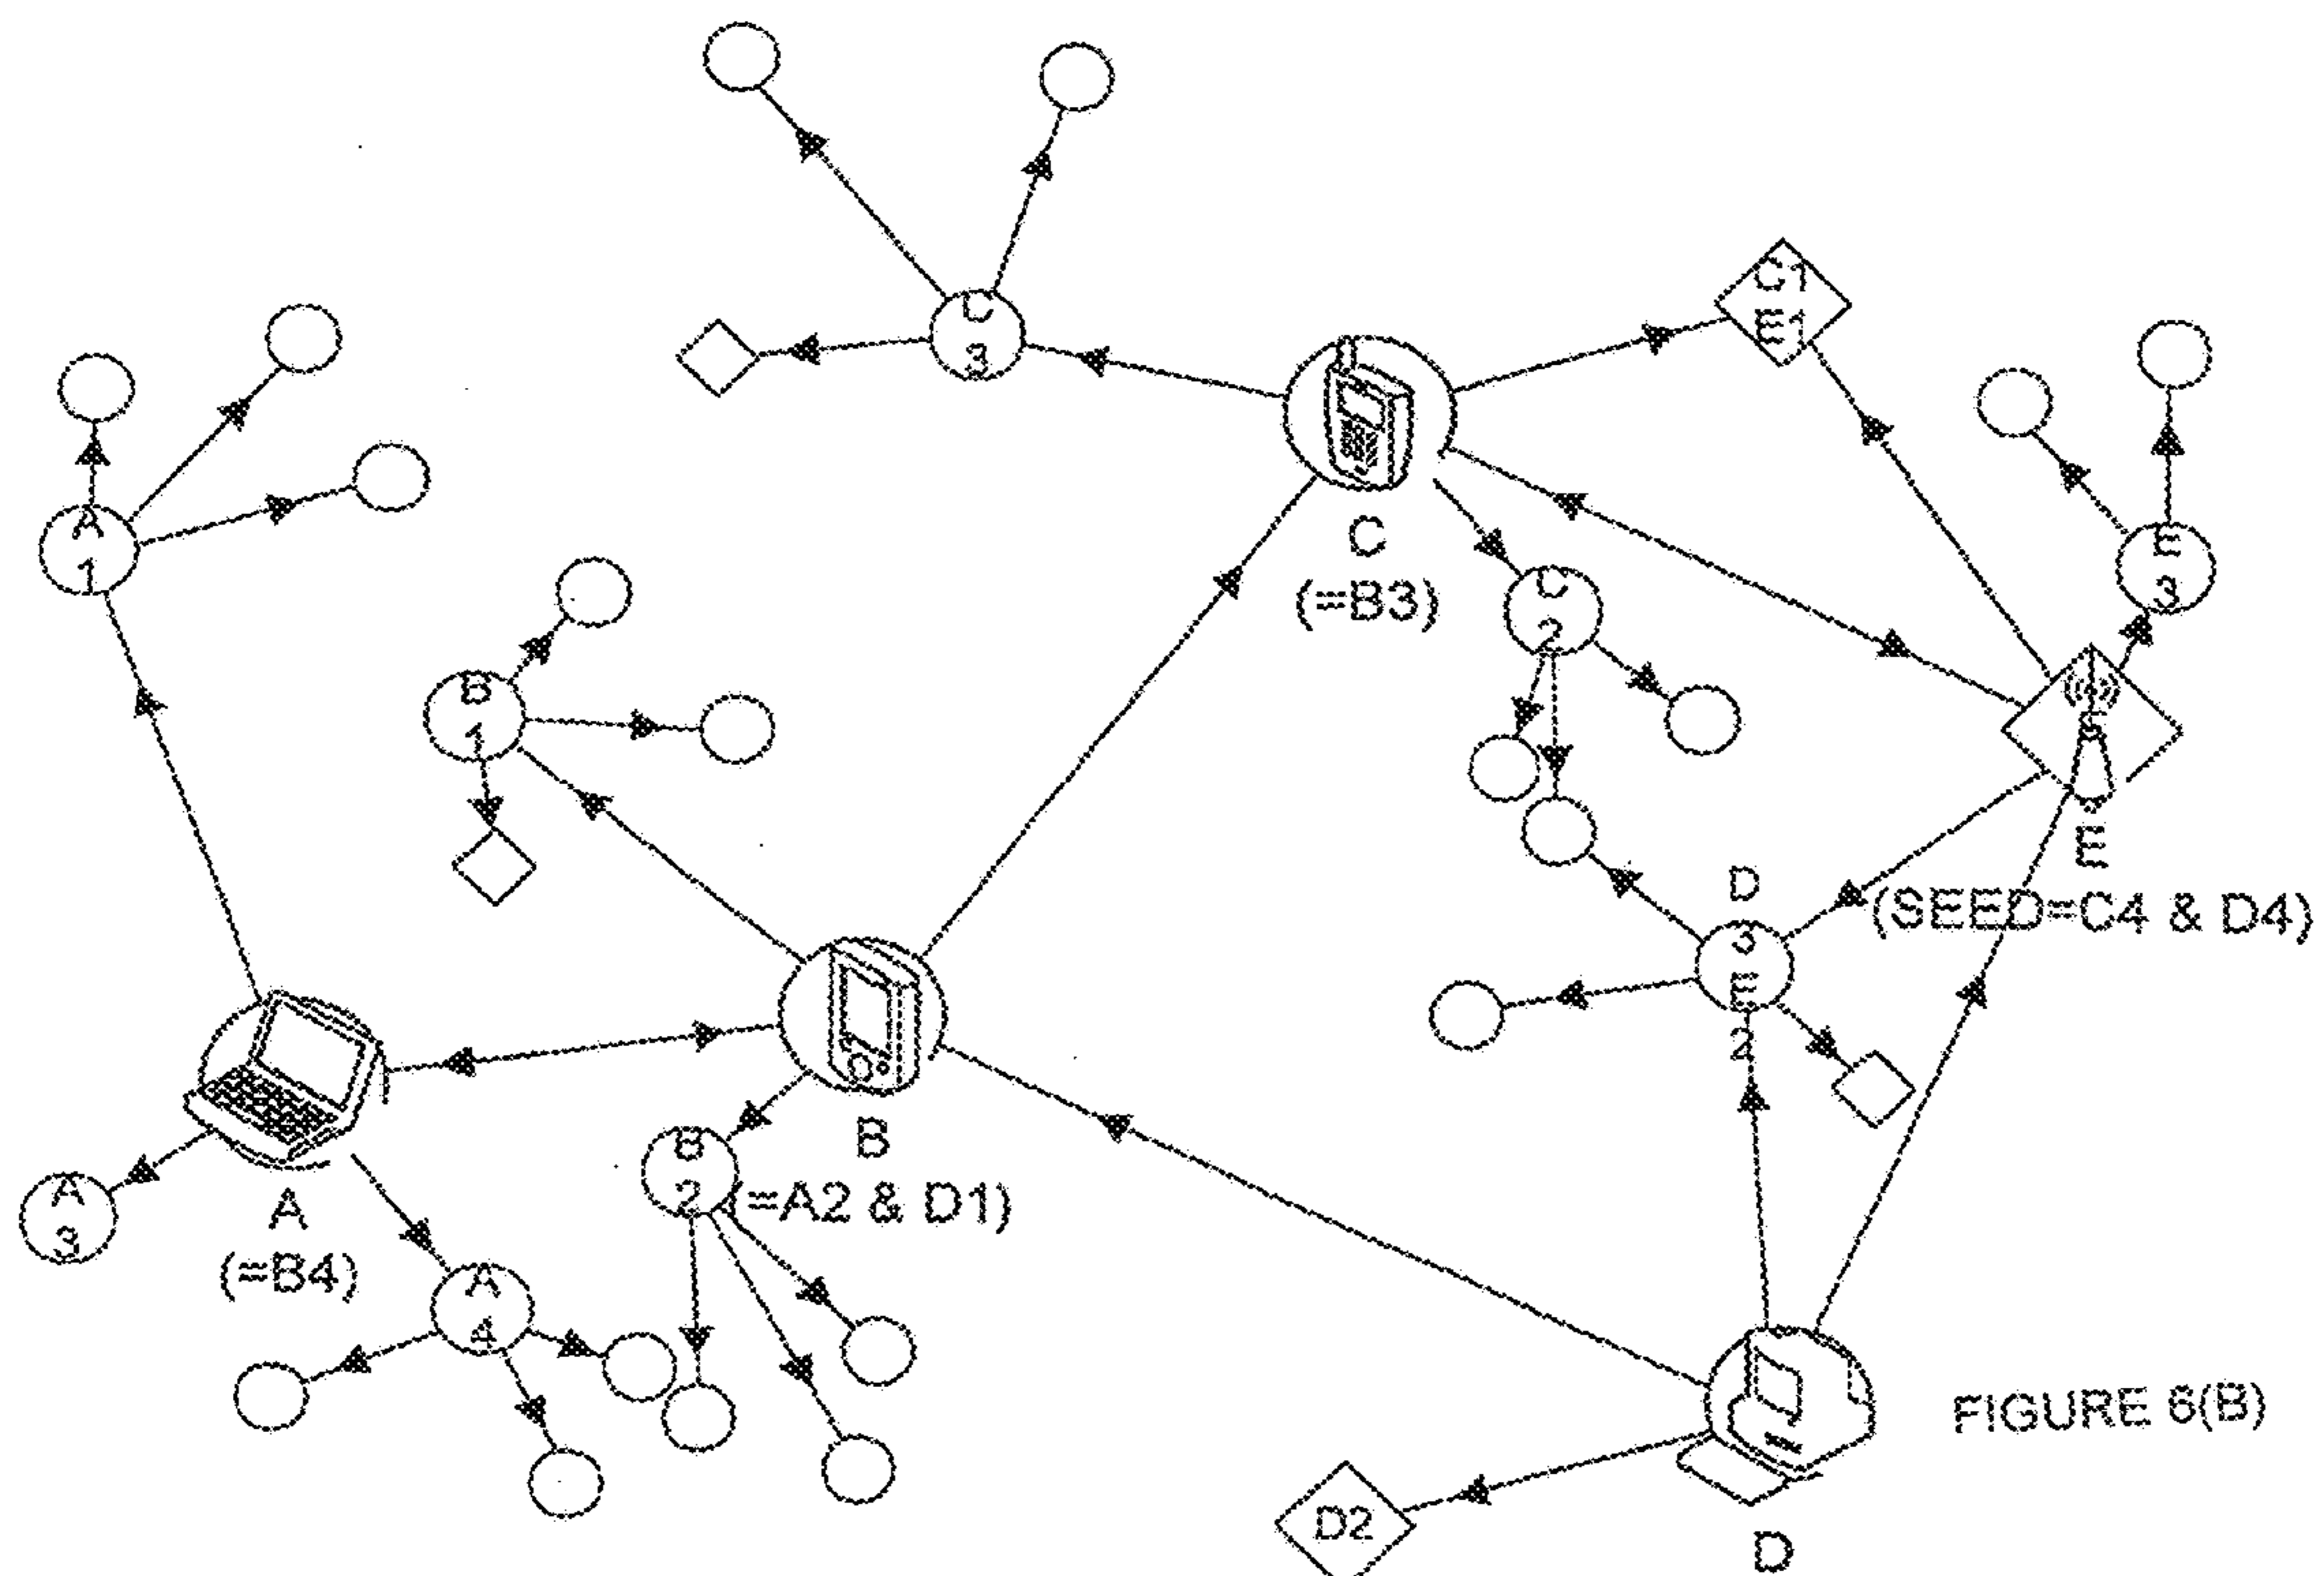 C
3
C1
E1
A
1
C
(=B3)
E
3
C
2
B
1
S
E
(SEED=C4 & D4)
D
3
E
2
B
(=A2 & D1)
B
2
A
3
A
(=B4)
A
4
FIGURE 6(B)
D2
D